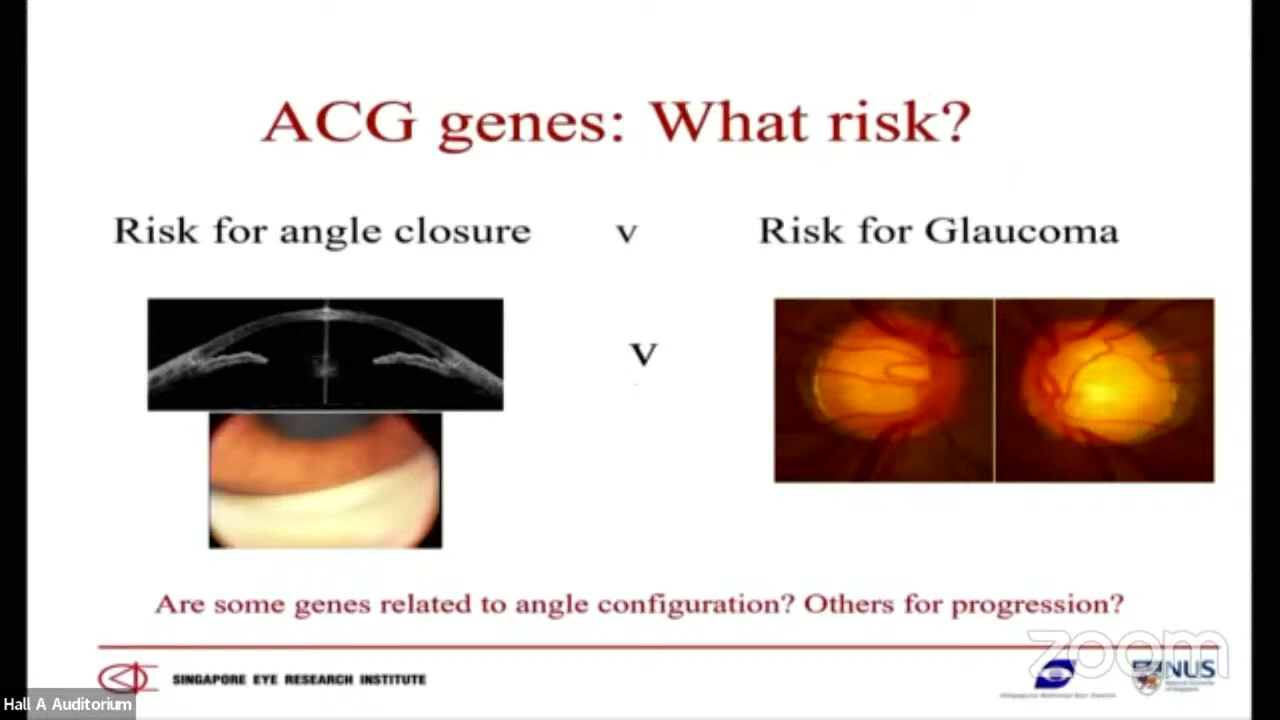 ACG genes: What risk?
Risk for angle closure v Risk for Glaucoma
v
Are some genes related to angle configuration? Others for progression?
zoom
SINGAPORE EYE RESEARCH INSTITUTE
NUS
Hall A Auditorium